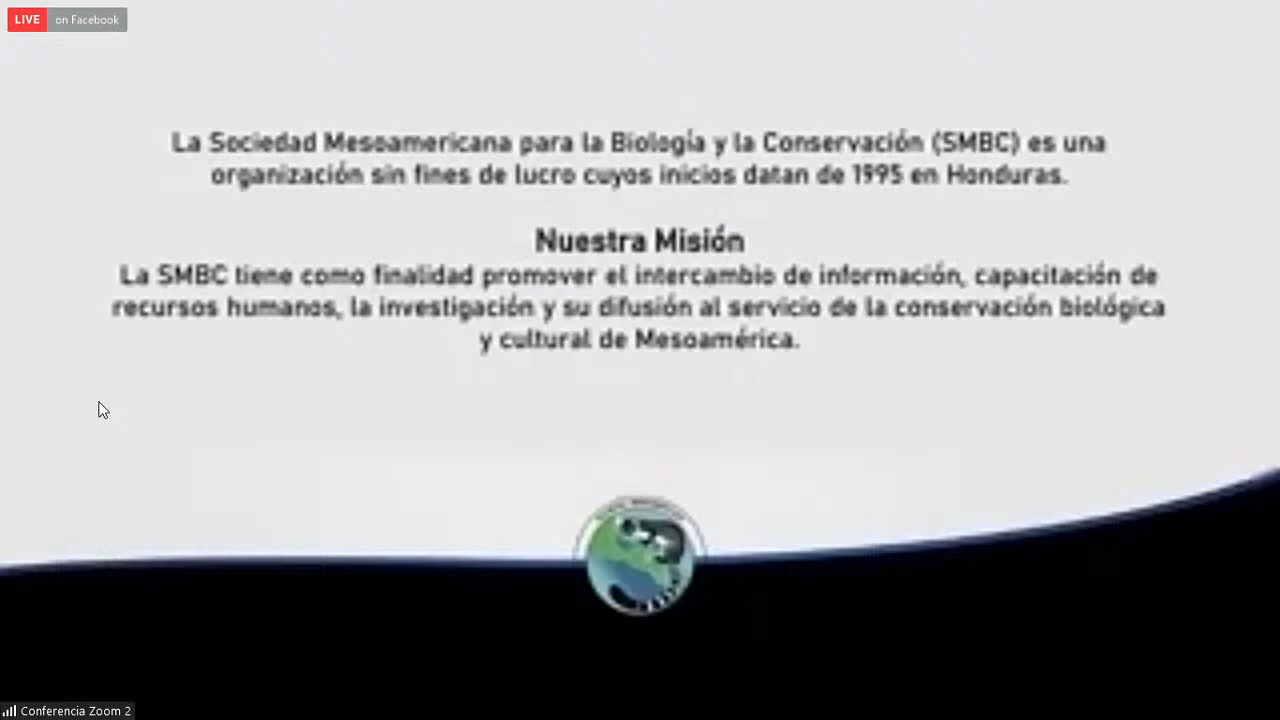 LIVE on Facebook
La Sociedad Mesoamericana para la Biología y la Conservación (SMBC) es una
organización sin fines de lucro cuyos inicios datan de 1995 en Honduras.
Nuestra Misión
La SMBC tiene como finalidad promover el intercambio de información, capacitación de
recursos humanos, la investigación y su difusión al servicio de la conservación biológica
y cultural de Mesoamérica.
Conferencia Zoom 2